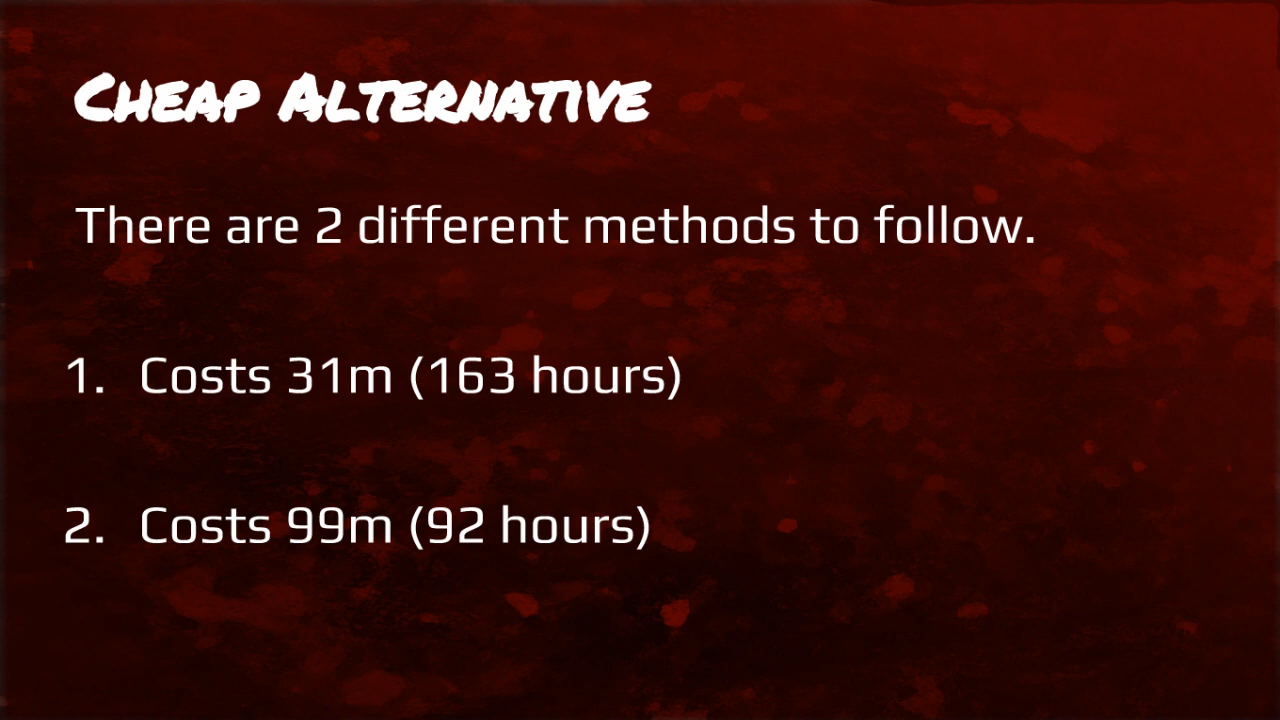 Cheap Alternative
There are 2 different methods to follow.
1. Costs 31m (163 hours)
2. Costs 99m (92 hours)